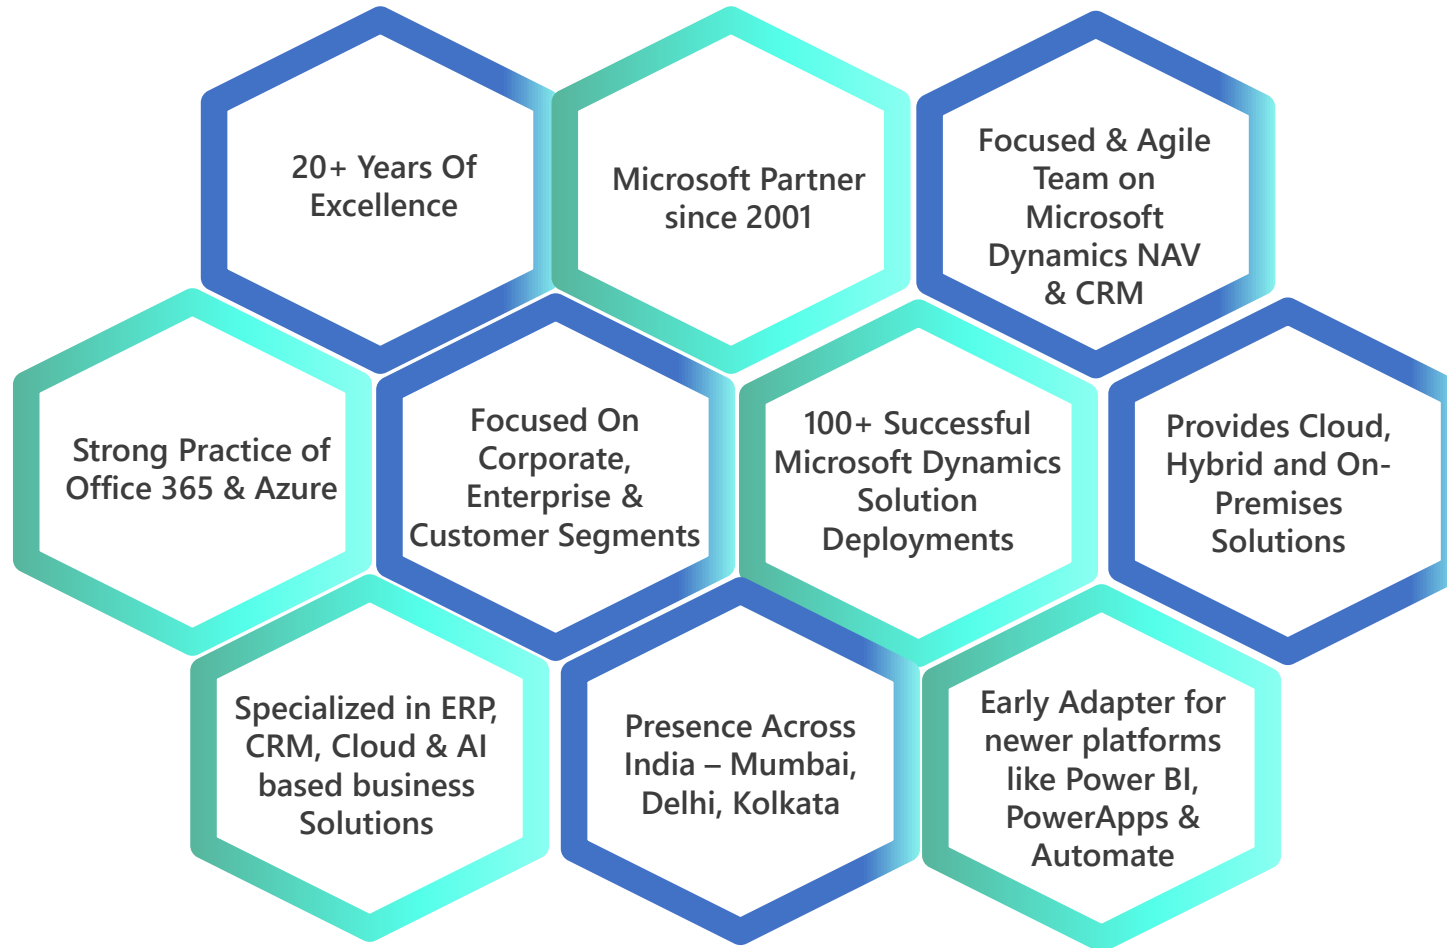 20+ Years Of
Excellence
Microsoft Partner
since 2001
Focused & Agile
Team on
Microsoft
Dynamics NAV
& CRM
Strong Practice of
Office 365 & Azure
Focused On
Corporate,
Enterprise &
Customer Segments
100+ Successful
Microsoft Dynamics
Solution
Deployments
Provides Cloud,
Hybrid and On-
Premises
Solutions
Specialized in ERP,
CRM, Cloud & AI
based business
Solutions
Presence Across
India – Mumbai,
Delhi, Kolkata
Early Adapter for
newer platforms
like Power BI,
PowerApps &
Automate